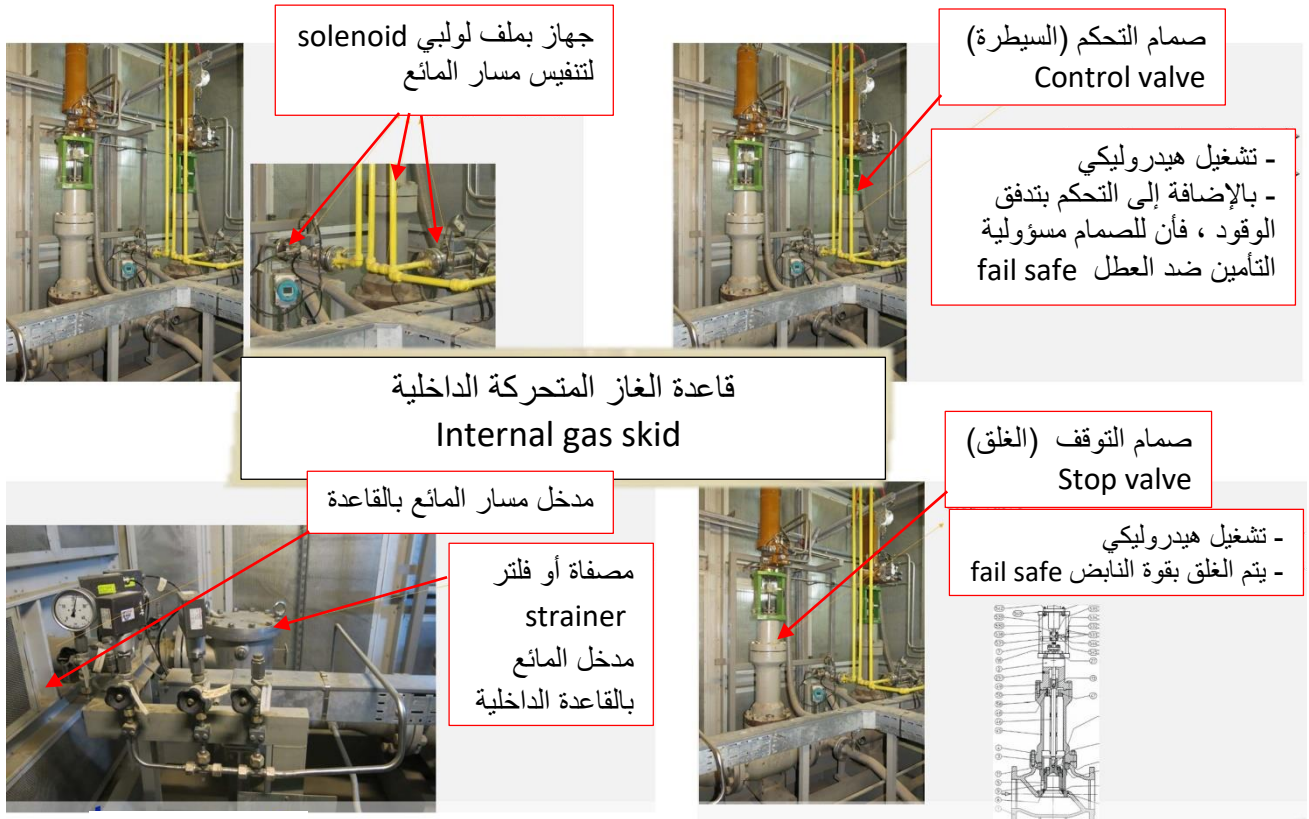 جهاز بملف لولبي solenoid
لتنفيس مسار المائع
صمام التحكم (السيطرة)
Control valve
- تشغيل هيدروليكي
- بالإضافة إلى التحكم بتدفق
الوقود ، فأن للصمام مسؤولية
التأمين ضد العطل fail safe
قاعدة الغاز المتحركة الداخلية
Internal gas skid
صمام التوقف (الغلق)
Stop valve
- تشغيل هيدروليكي
- يتم الغلق بقوة النابض fail safe
مدخل مسار المائع بالقاعدة
مصفاة أو فلتر
strainer
مدخل المائع
بالقاعدة الداخلية